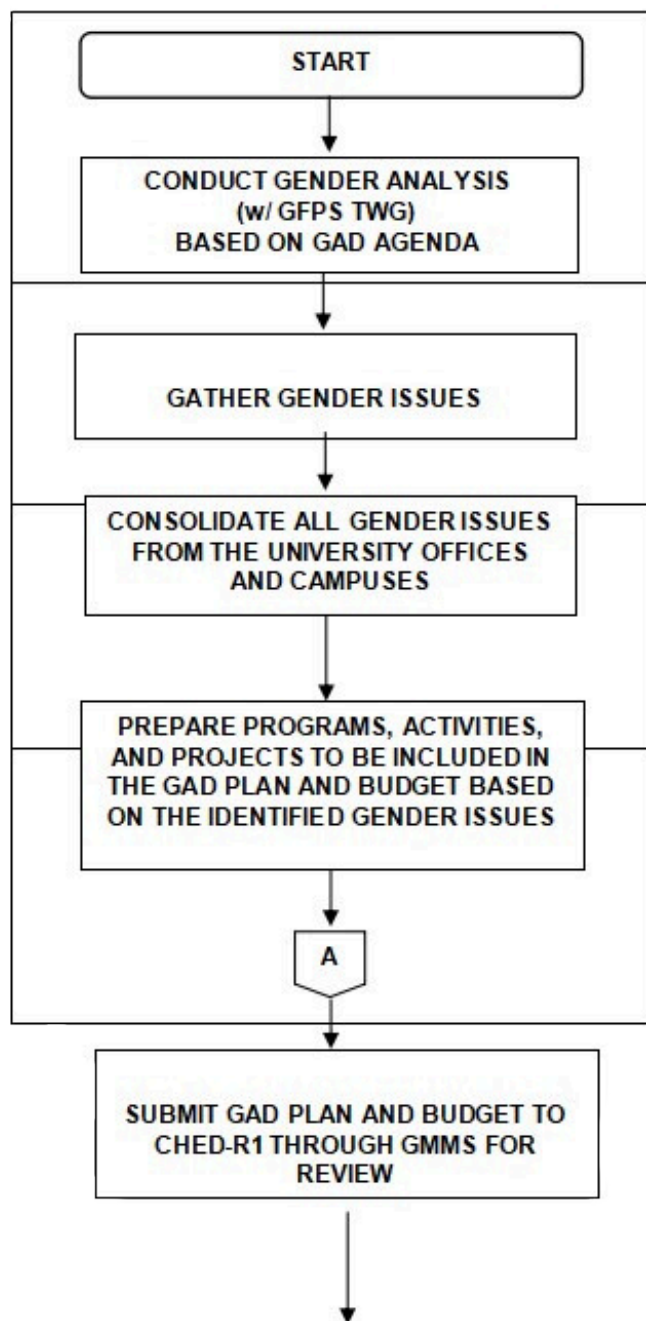 START
CONDUCT GENDER ANALYSIS
(w/ GFPS TWG)
BASED ON GAD AGENDA
GATHER GENDER ISSUES
CONSOLIDATE ALL GENDER ISSUES
FROM THE UNIVERSITY OFFICES
AND CAMPUSES
PREPARE PROGRAMS, ACTIVITIES,
AND PROJECTS TO BE INCLUDED IN
THE GAD PLAN AND BUDGET BASED
ON THE IDENTIFIED GENDER ISSUES
A
SUBMIT GAD PLAN AND BUDGET TO
CHED-R1 THROUGH GMMS FOR
REVIEW